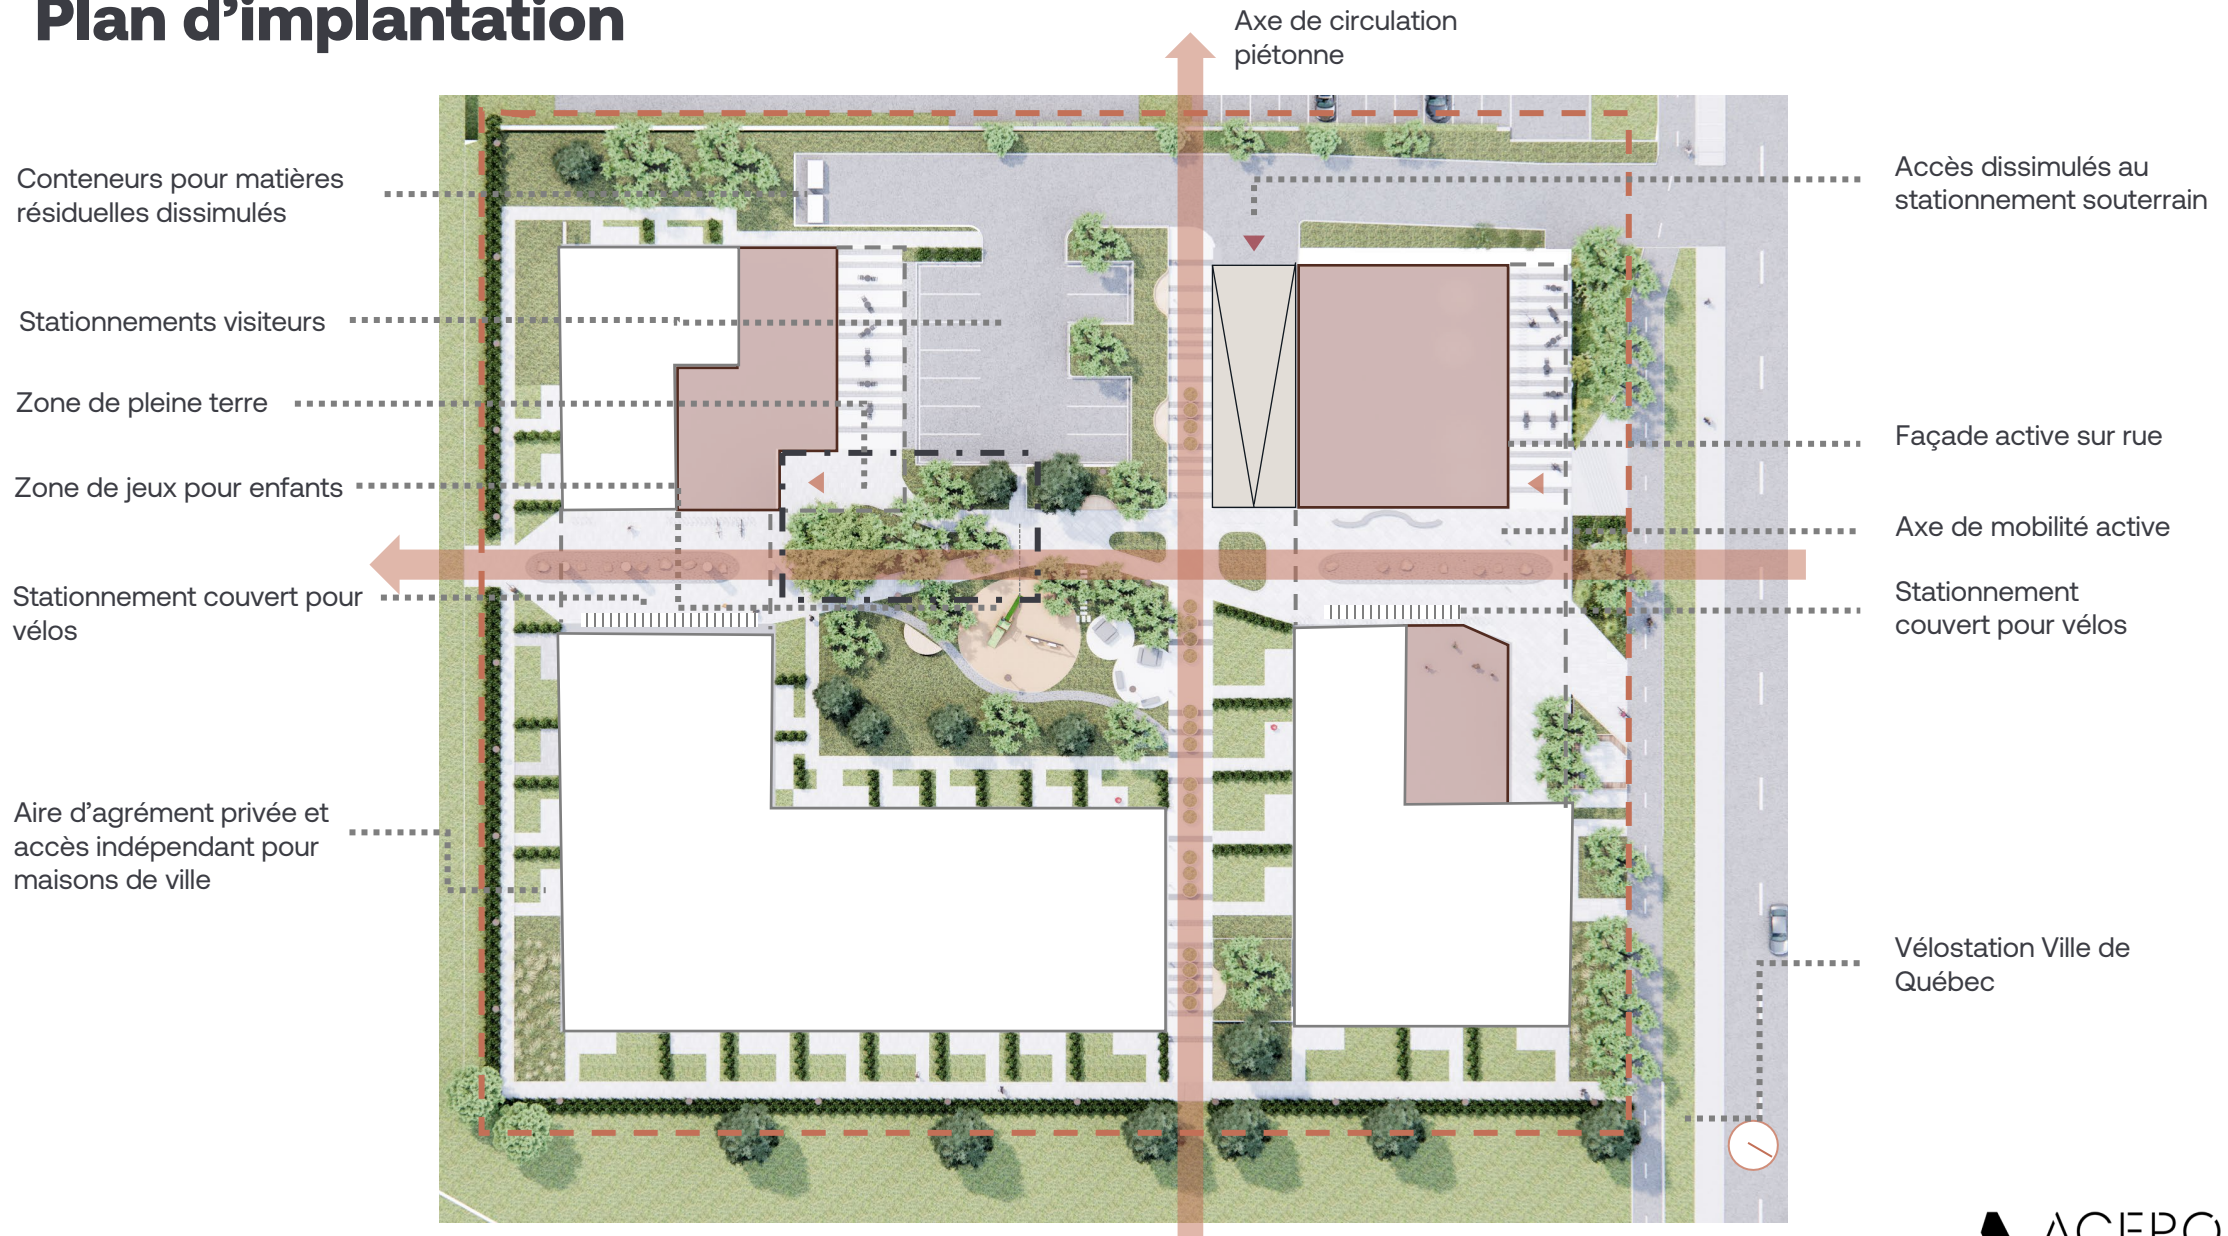 Plan d’implantation
Axe de circulation
piétonne
Conteneurs pour matières
résiduelles dissimulés
Stationnements visiteurs
Zone de pleine terre
Zone de jeux pour enfants
Stationnement couvert pour
vélos
Aire d’agrément privée et
accès indépendant pour
maisons de ville
Accès dissimulés au
stationnement souterrain
Façade active sur rue
Axe de mobilité active
Stationnement
couvert pour vélos
Vélostation Ville de
Québec